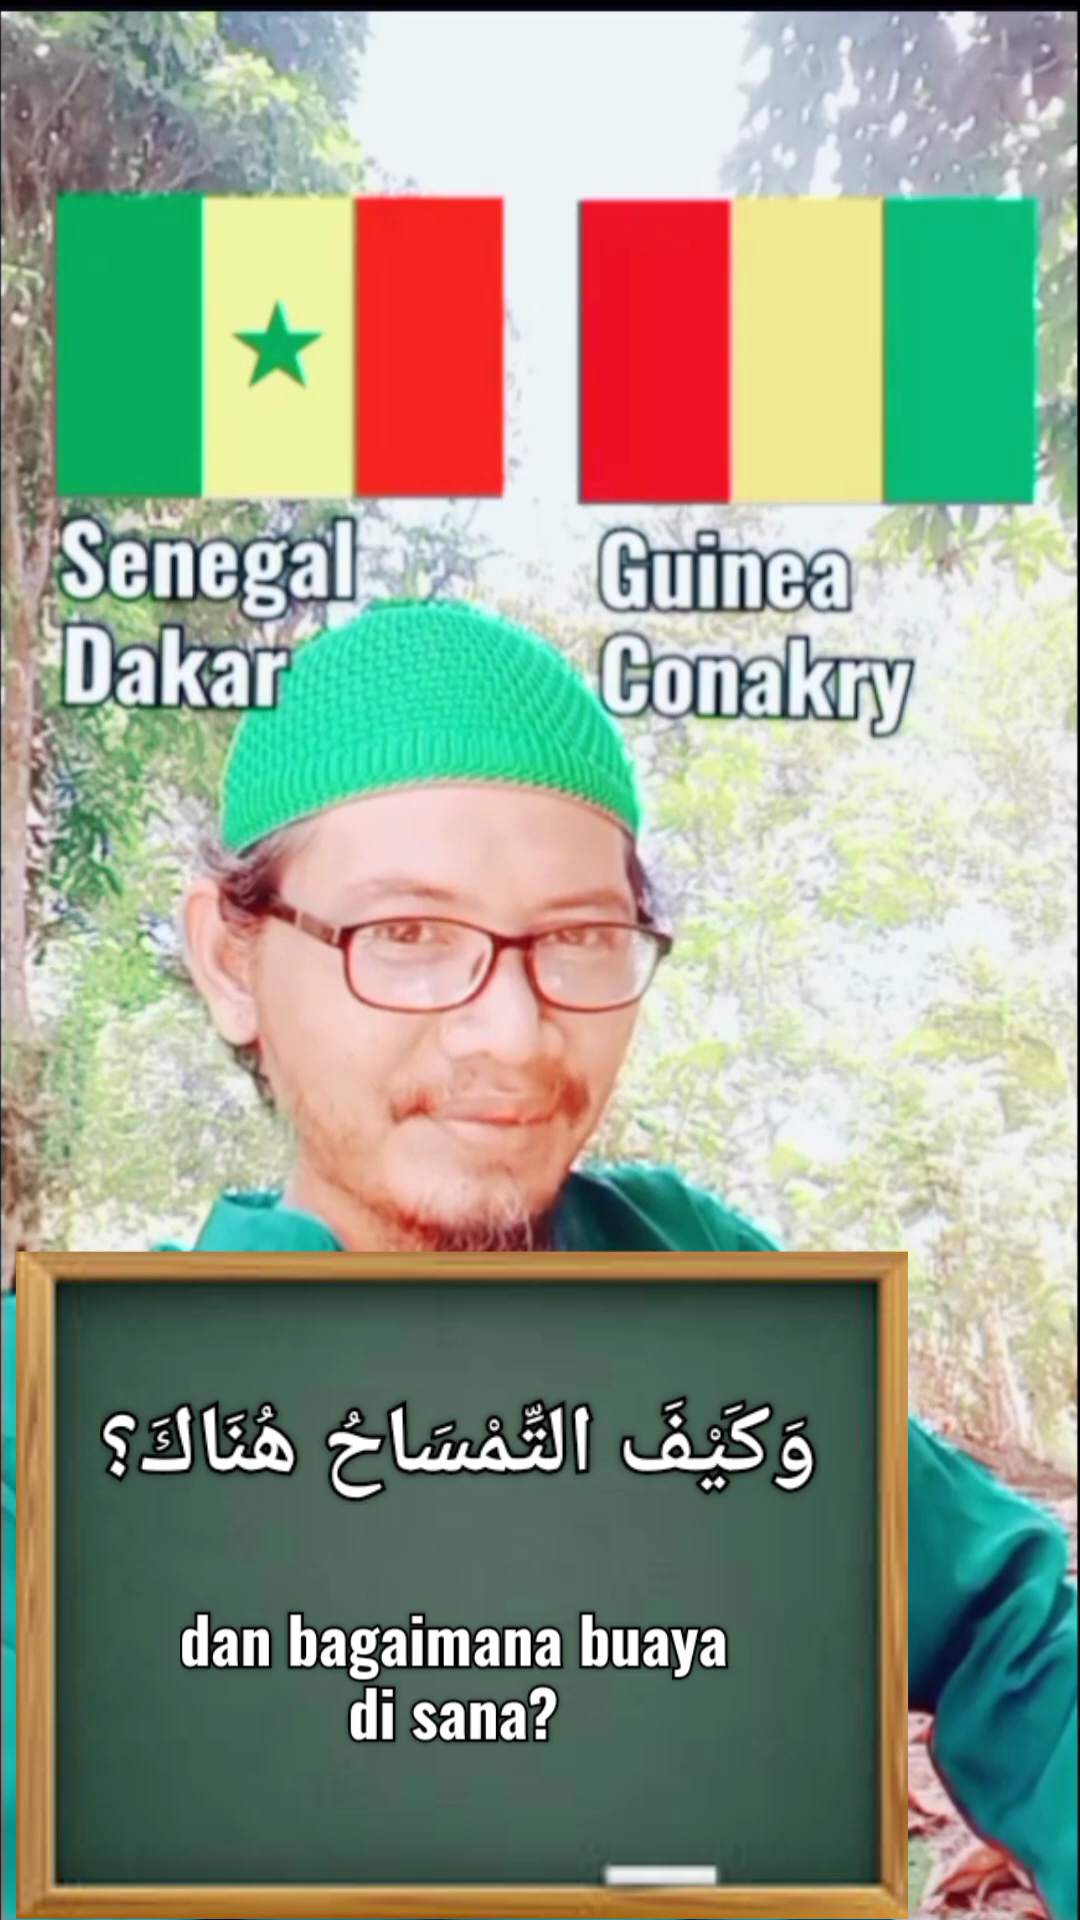 Senegal
Dakar
Guinea
Conakry
وَكَيْفَ التِّمْسَاحُ هُنَاكَ؟
dan bagaimana buaya
di sana?